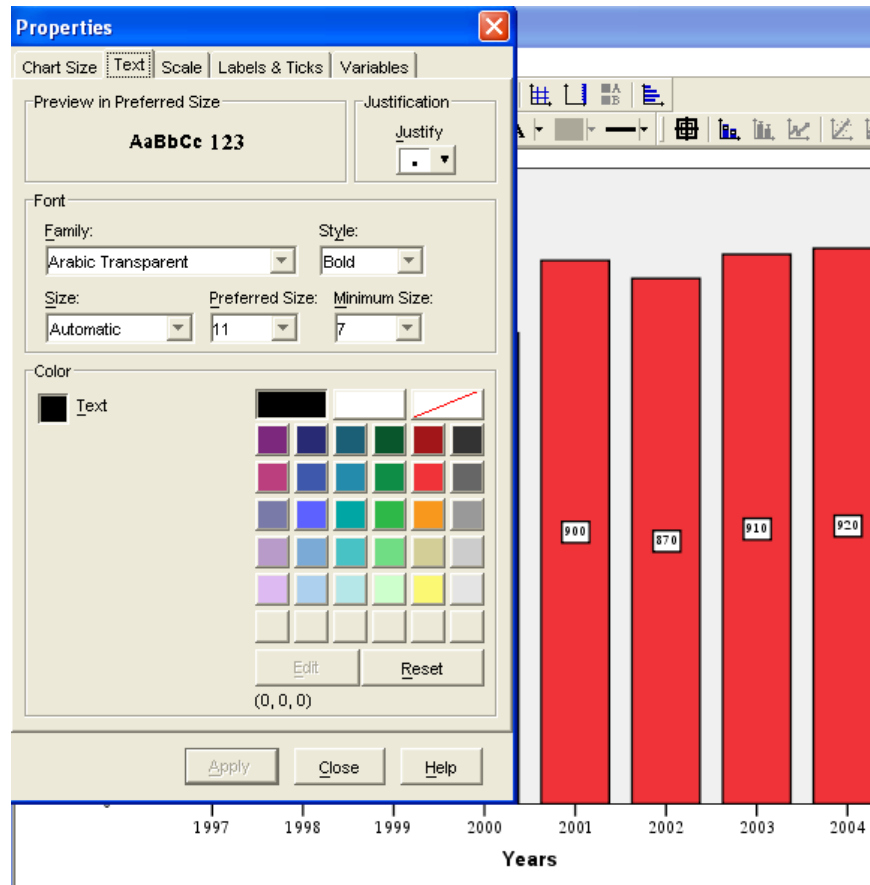 Properties
Chart Size Text Scale Labels & Ticks Variables
Preview in Preferred Size
AaBbCc 123
Justification
Justify
Font
Family: Style:
Arabic Transparent Bold
Size: Preferred Size: Minimum Size:
Automatic 11 7
Color
Text
Edit Reset
(0, 0, 0)
Apply Close Help
A
B
900 870 910 920
1997 1998 1999 2000 2001 2002 2003 2004
Years